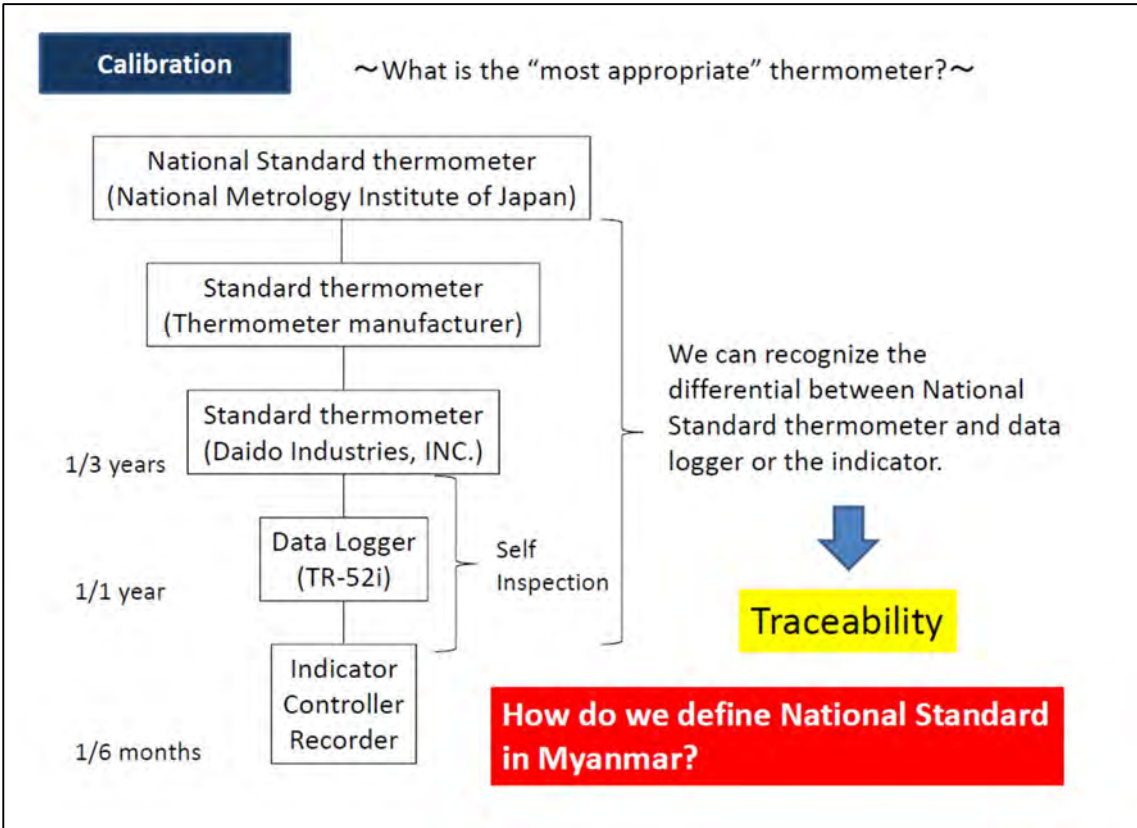 Calibration
～What is the “most appropriate” thermometer?～
National Standard thermometer
(National Metrology Institute of Japan)
Standard thermometer
(Thermometer manufacturer)
Standard thermometer
(Daido Industries, INC.)
1/3 years
Data Logger
(TR-52i)
1/1 year
Self
Inspection
Indicator
Controller
Recorder
1/6 months
We can recognize the
differential between National
Standard thermometer and data
logger or the indicator.
Traceability
How do we define National Standard
in Myanmar?